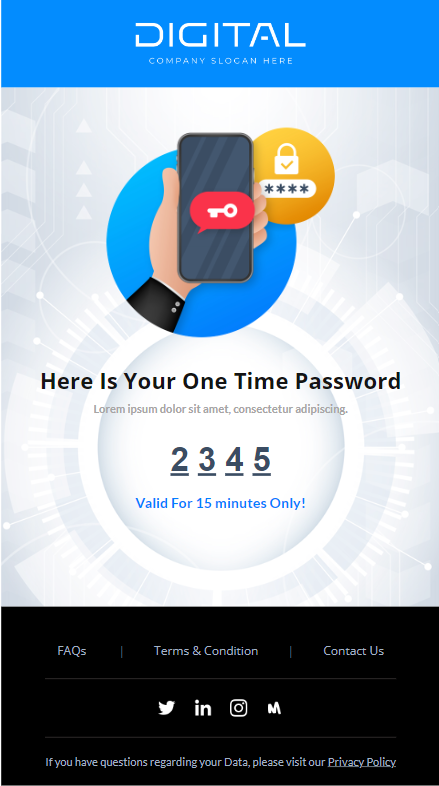 DIGITAL
COMPANY SLOGAN HERE
****
Here Is Your One Time Password
Lorem ipsum dolor sit amet, consectetur adipiscing.
2 3 4 5
Valid For 15 minutes Only!
FAQs | Terms & Condition | Contact Us
If you have questions regarding your Data, please visit our Privacy Policy